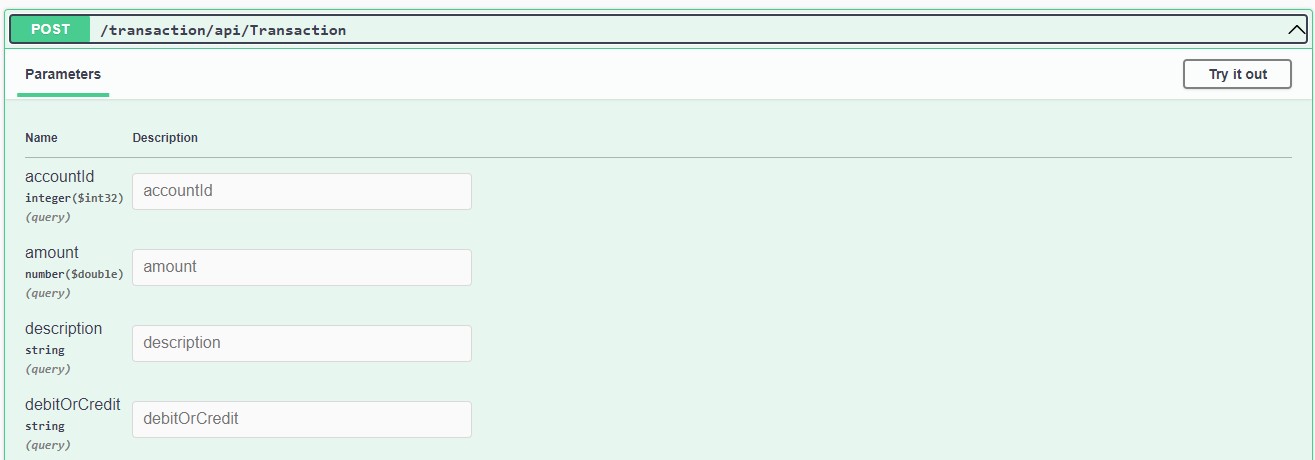 POST /transaction/api/Transaction
Parameters Try it out
Name Description
accountId
integer($int32)
(query)
accountId
amount
number($double)
(query)
amount
description
string
(query)
description
debitOrCredit
string
(query)
debitOrCredit